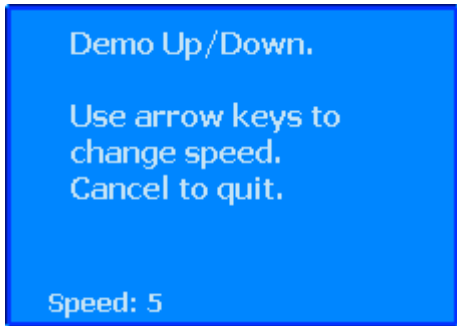 Demo Up/Down.
Use arrow keys to
change speed.
Cancel to quit.
Speed: 5